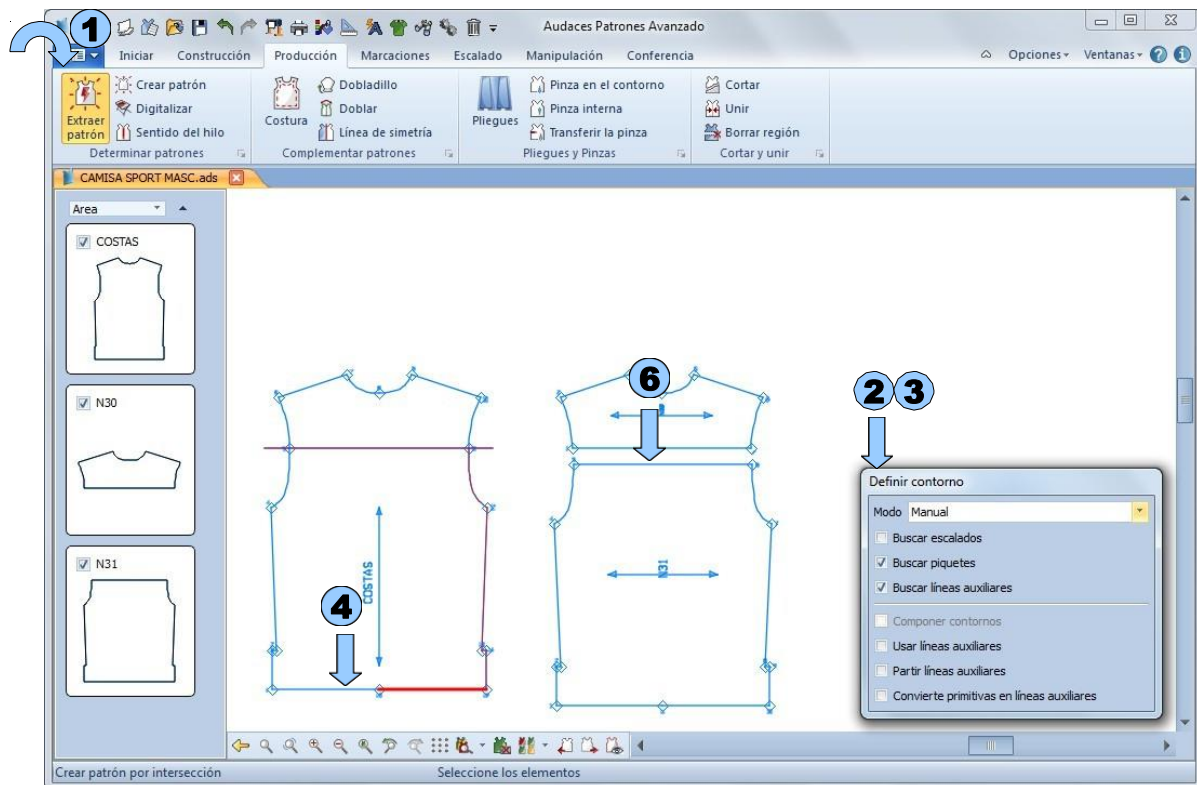 1
Audaces Patrones Avanzado
Iniciar Construcción Producción Marcaciones Escalado Manipulación Conferencia Opciones Ventanas
Extraer patrón
Crear patrón
Digitalizar
Sentido del hilo
Determinar patrones
Costura
Dobladillo
Doblar
Línea de simetría
Complementar patrones
Pliegues
Pinza en el contorno
Pinza interna
Transferir la pinza
Pliegues y Pinzas
Cortar
Unir
Borrar región
Cortar y unir
CAMISA SPORT MASC.ads
Area
COSTAS
N30
N31
COSTAS
4
6
N31
2 3
Definir contorno
Modo Manual
Buscar escalados
Buscar piquetes
Buscar líneas auxiliares
Componer contornos
Usar líneas auxiliares
Partir líneas auxiliares
Convierte primitivas en líneas auxiliares
Crear patrón por intersección
Seleccione los elementos